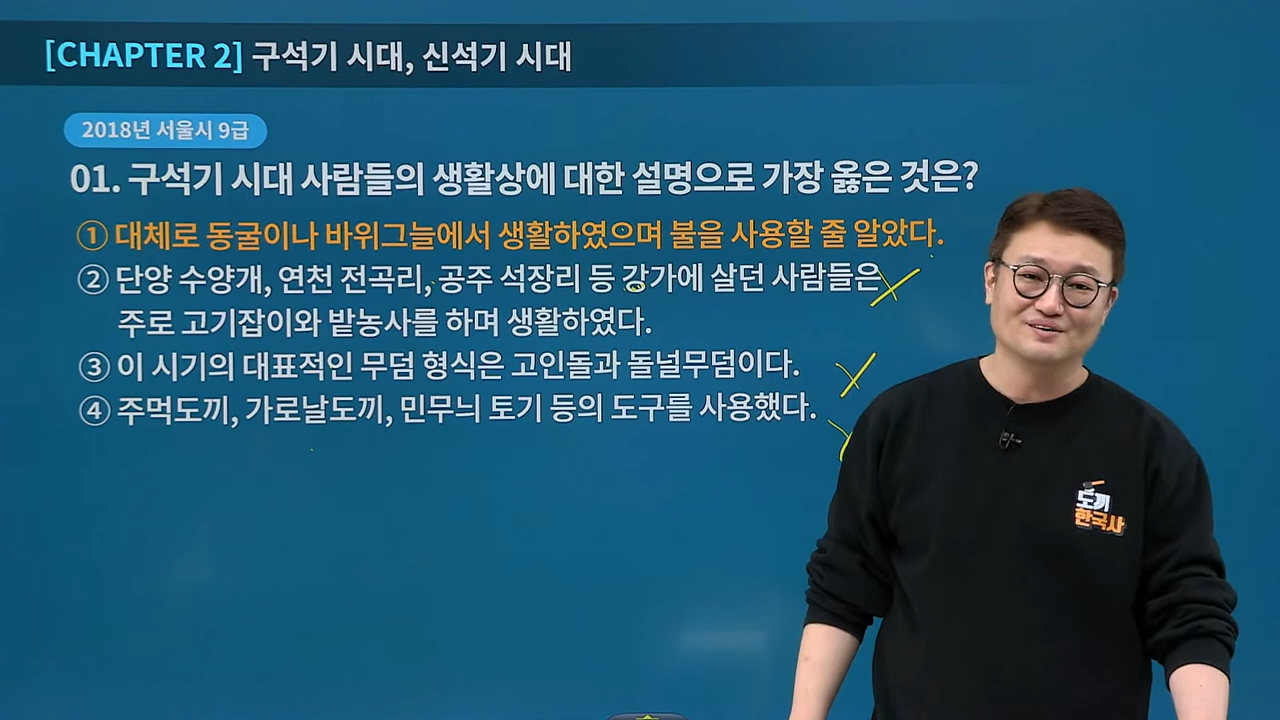 [CHAPTER 2] 구석기 시대, 신석기 시대
2018년 서울시 9급
01. 구석기 시대 사람들의 생활상에 대한 설명으로 가장 옳은 것은?
① 대체로 동굴이나 바위그늘에서 생활하였으며 불을 사용할 줄 알았다.
② 단양 수양개, 연천 전곡리, 공주 석장리 등 강가에 살던 사람들은
주로 고기잡이와 밭농사를 하며 생활하였다.
③ 이 시기의 대표적인 무덤 형식은 고인돌과 돌널무덤이다.
④ 주먹도끼, 가로날도끼, 민무늬 토기 등의 도구를 사용했다.
도끼
한국사